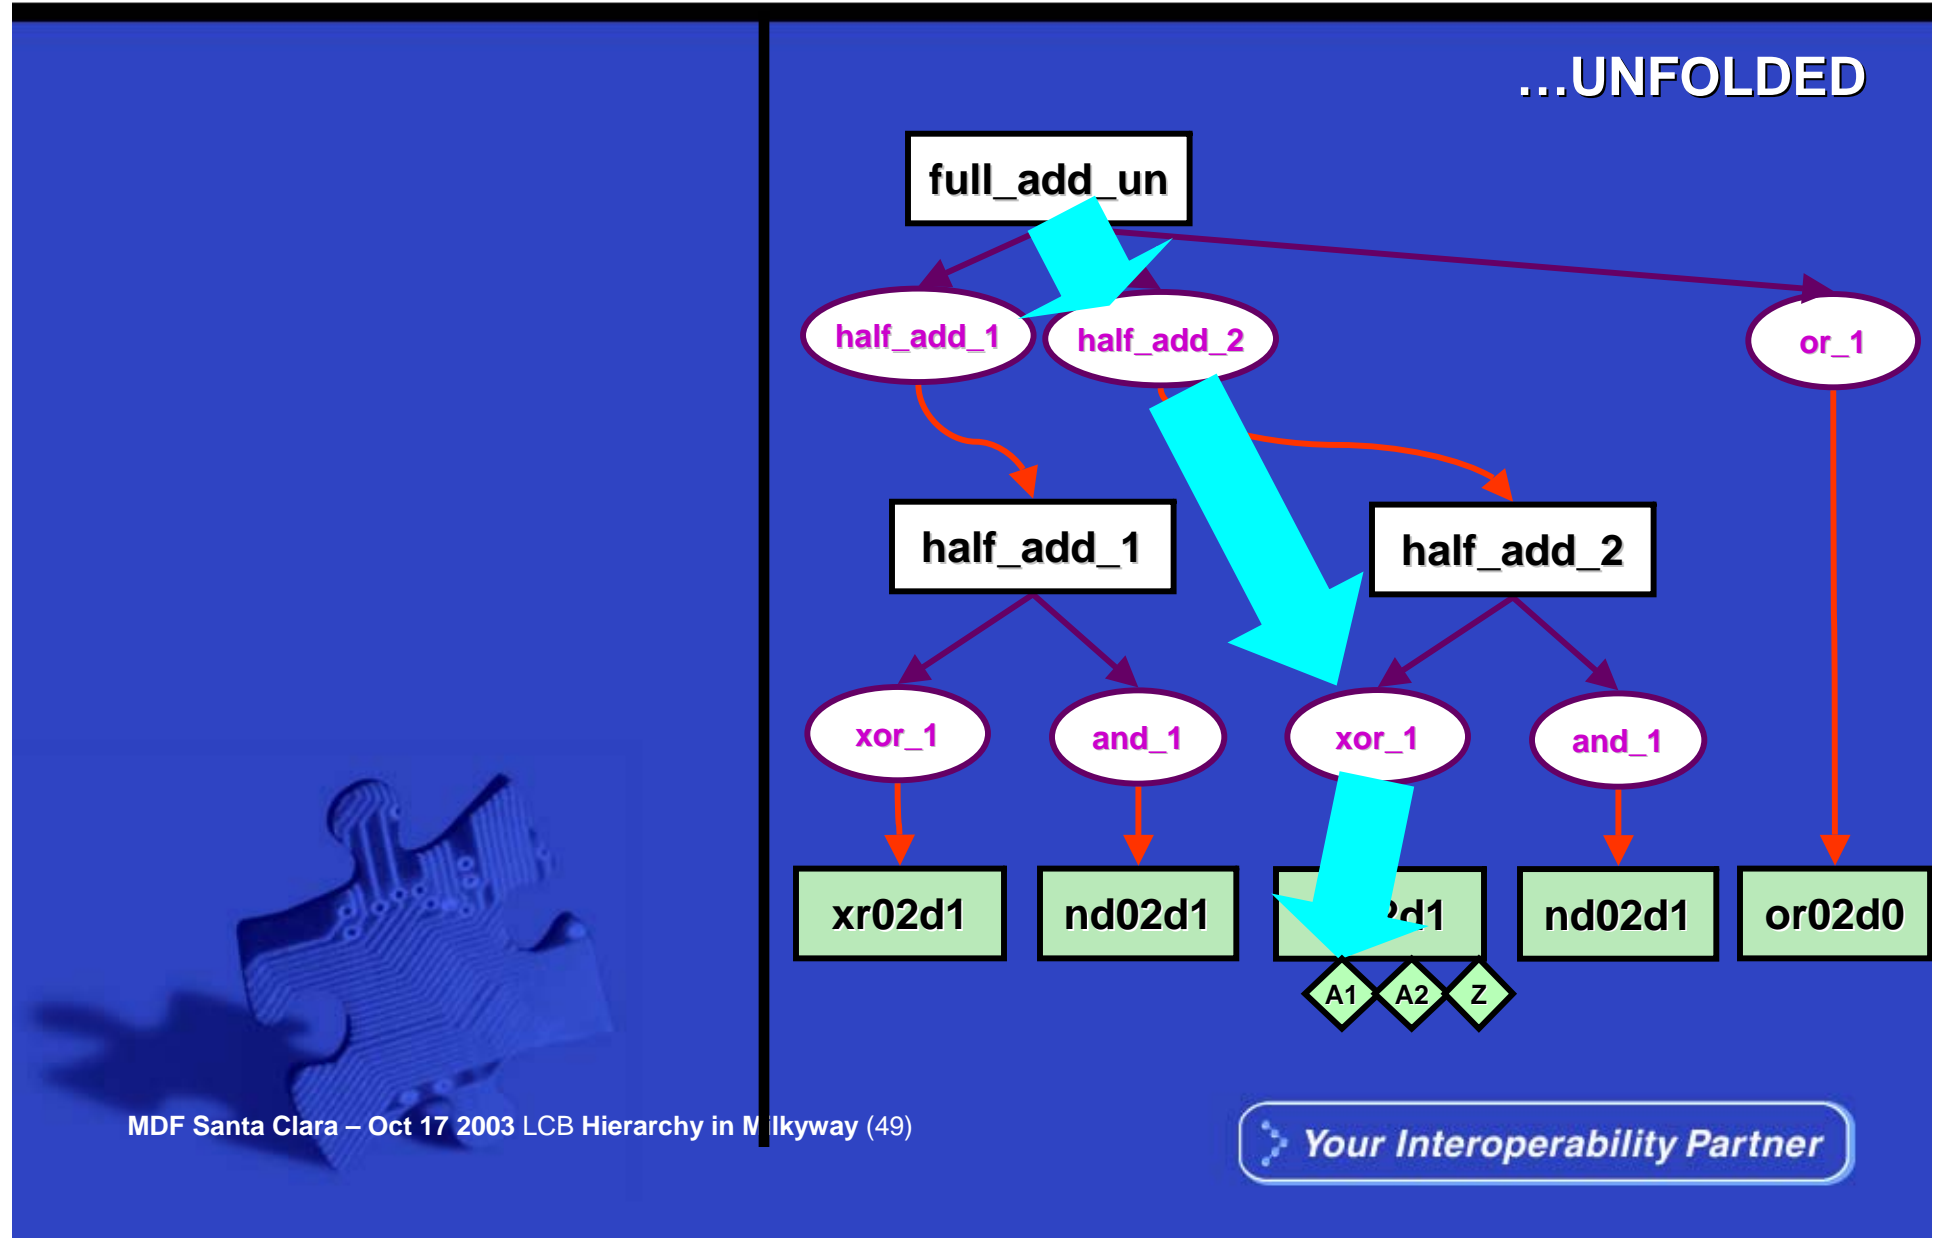 …UNFOLDED
full_add_un
half_add_1 half_add_2 or_1
half_add_1 half_add_2
xor_1 and_1 xor_1 and_1
xr02d1 nd02d1 2d1 nd02d1 or02d0
A1 A2 Z
MDF Santa Clara – Oct 17 2003 LCB Hierarchy in Milkyway (49)
Your Interoperability Partner